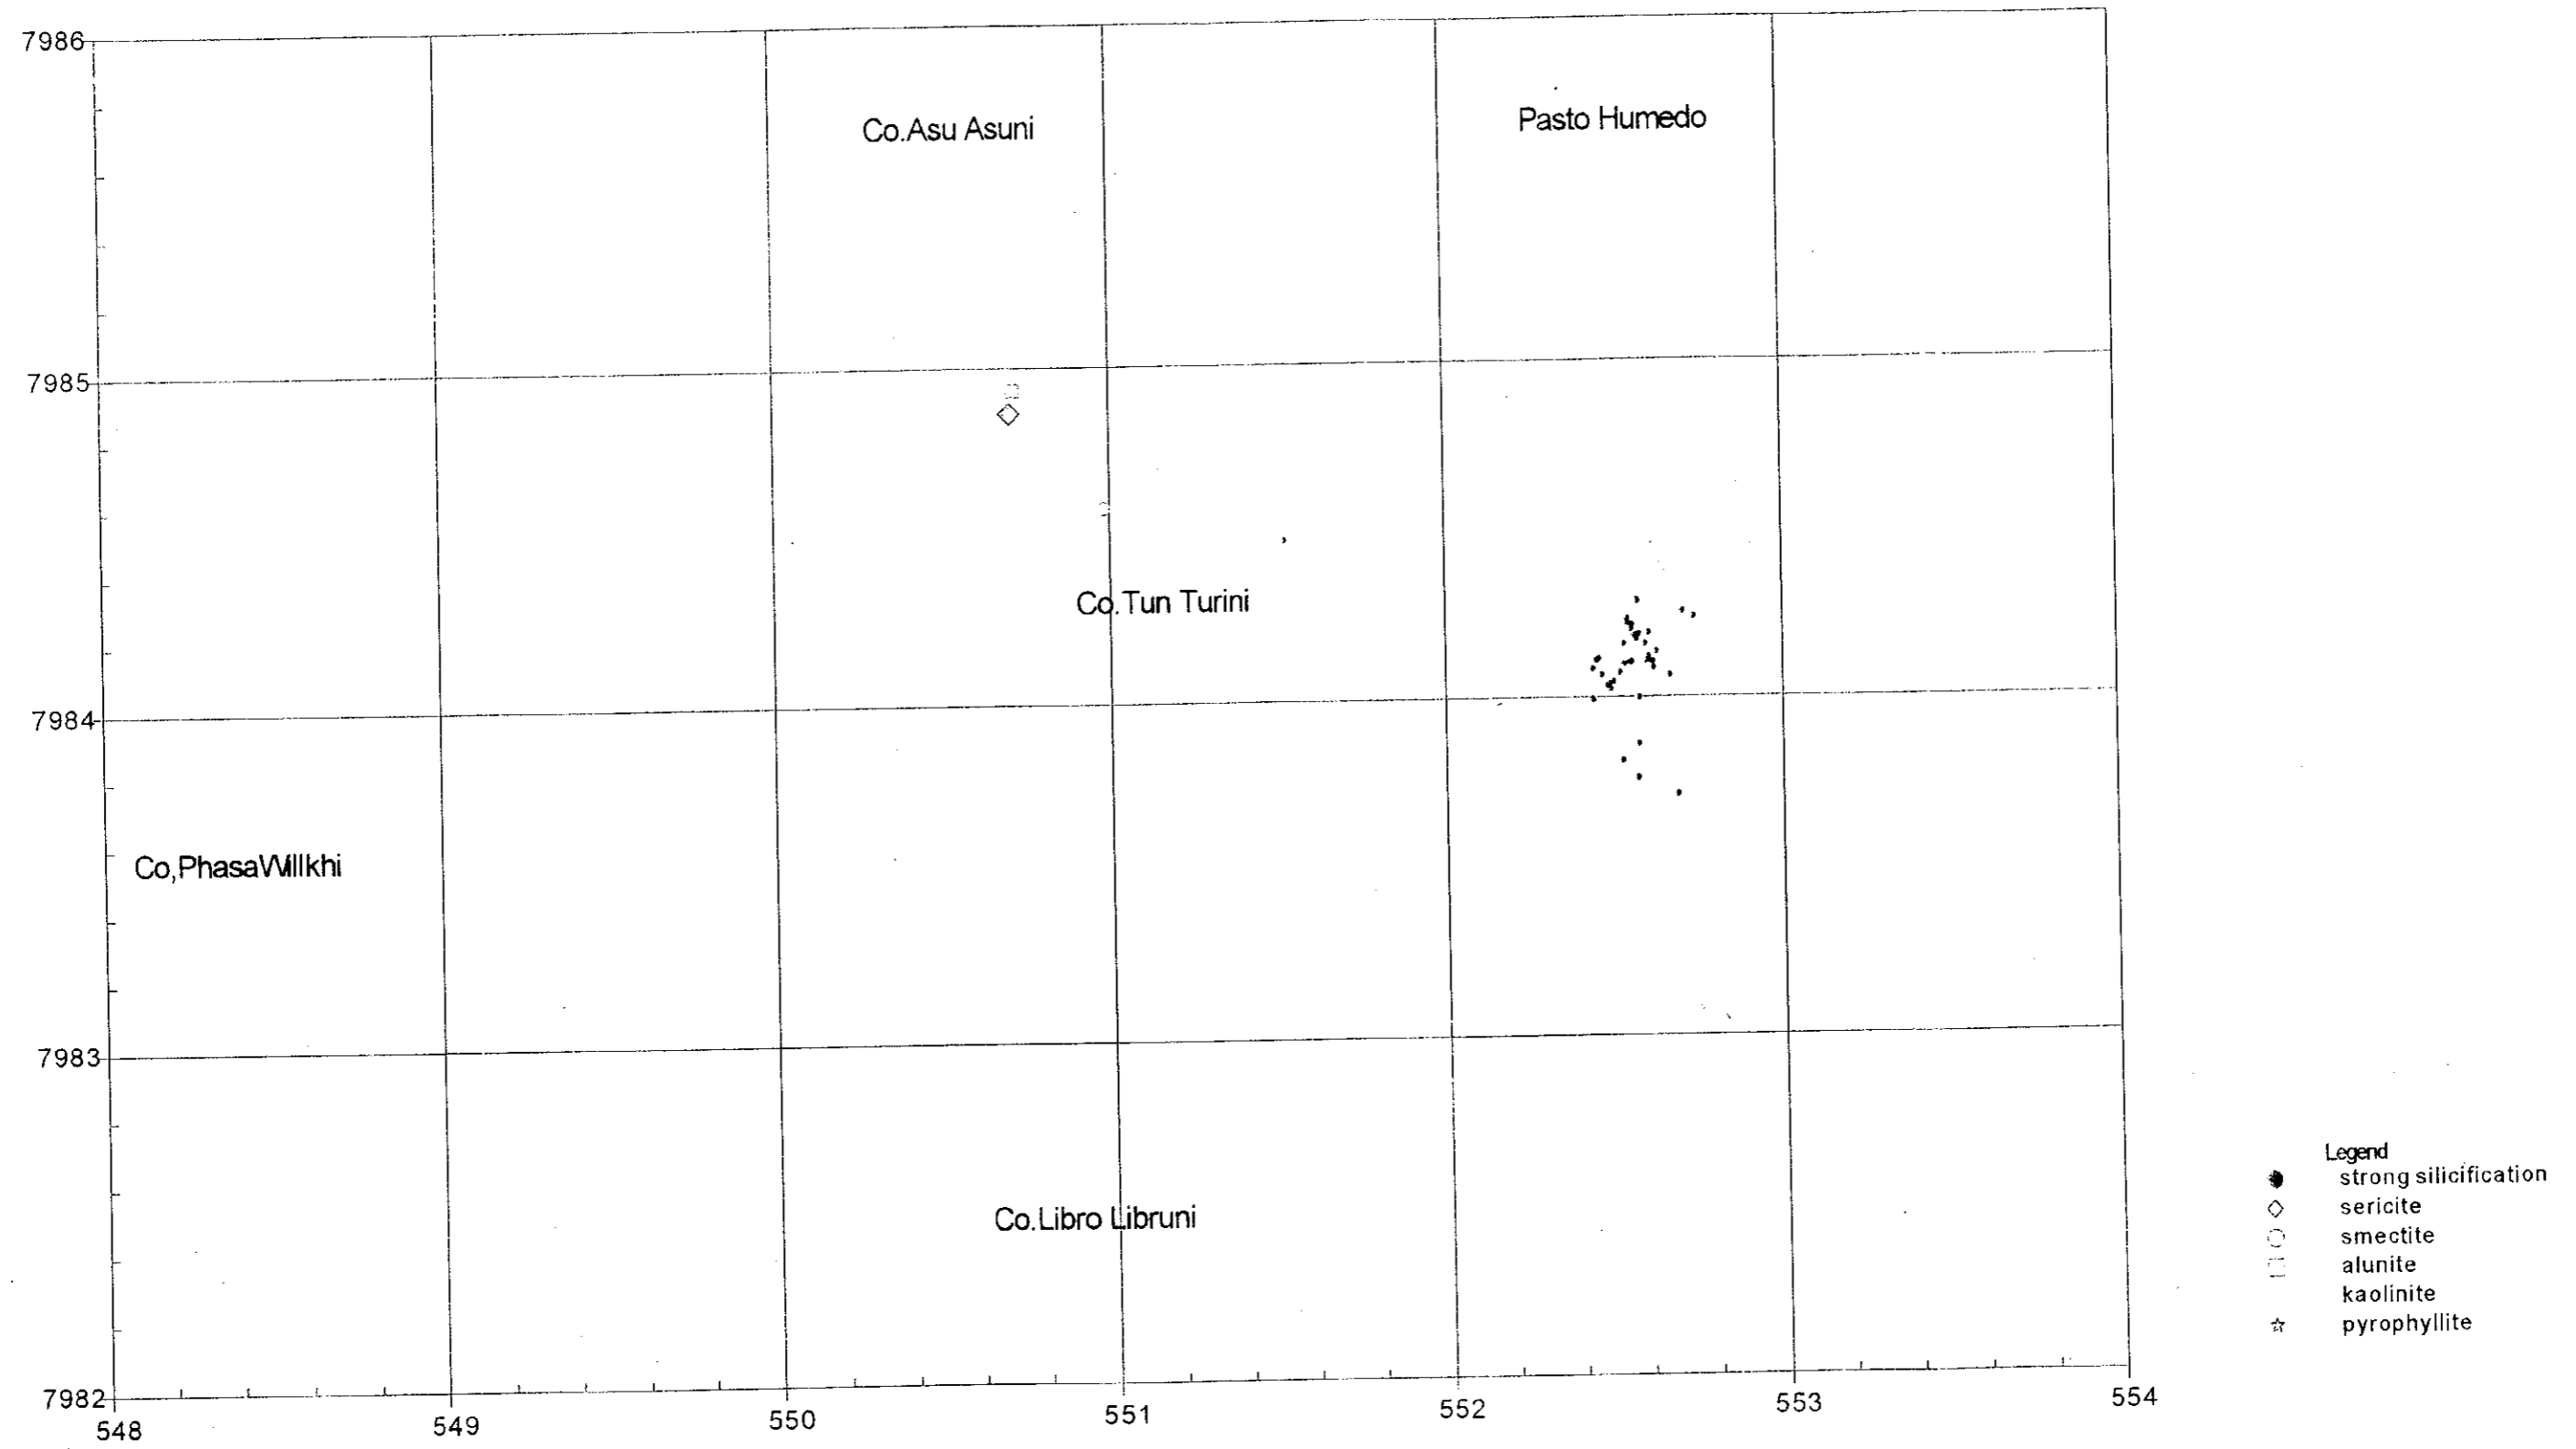 7986
Co.Asu Asuni
Pasto Humedo
7985
Co.Tun Turini
7984
Co,PhasaWillkhi
7983
Co.Libro Libruni
Legend
strong silicification
sericite
smectite
alunite
kaolinite
pyrophyllite
7982
548
549
550
551
552
553
554